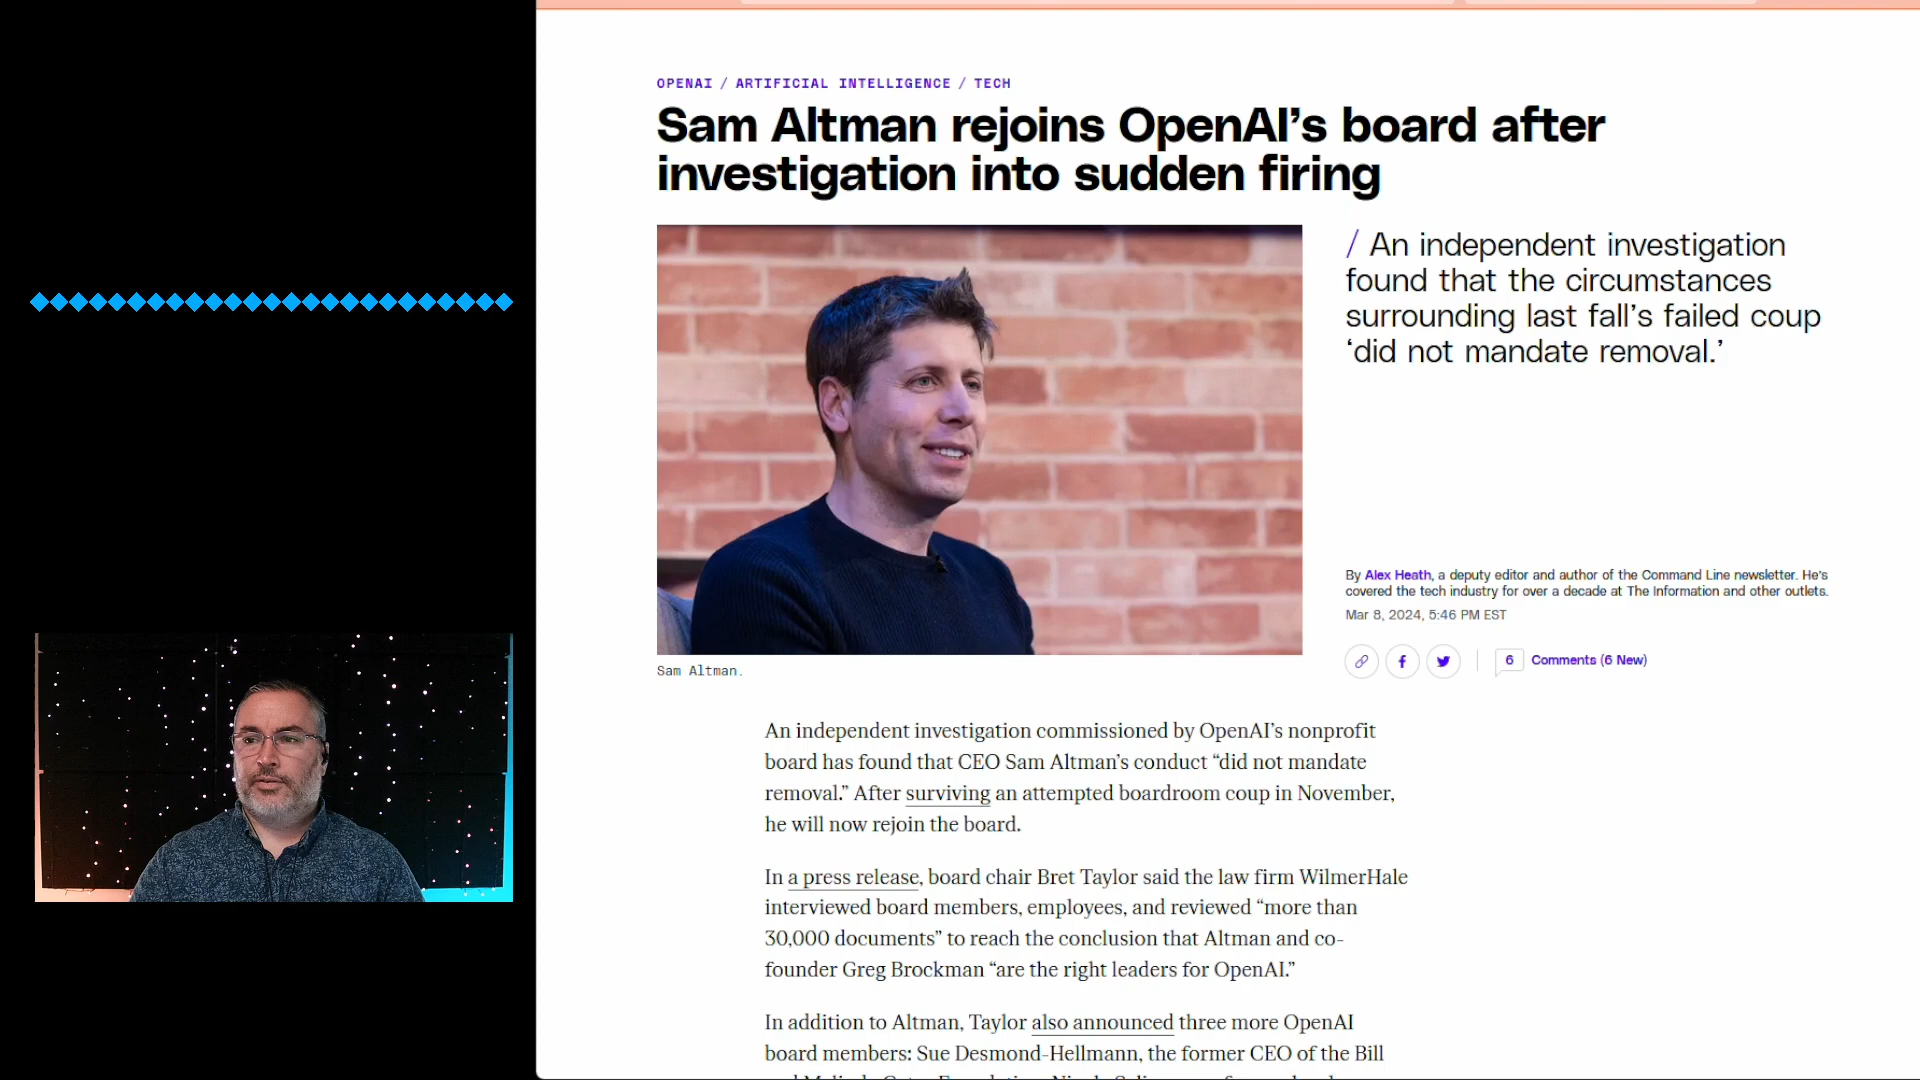 OPENAI / ARTIFICIAL INTELLIGENCE / TECH
Sam Altman rejoins OpenAI’s board after
investigation into sudden firing
/ An independent investigation
found that the circumstances
surrounding last fall’s failed coup
‘did not mandate removal.’
By Alex Heath, a deputy editor and author of the Command Line newsletter. He’s
covered the tech industry for over a decade at The Information and other outlets.
Mar 8, 2024, 5:46 PM EST
6 Comments (6 New)
Sam Altman.
An independent investigation commissioned by OpenAI’s nonprofit
board has found that CEO Sam Altman’s conduct “did not mandate
removal.” After surviving an attempted boardroom coup in November,
he will now rejoin the board.
In a press release, board chair Bret Taylor said the law firm WilmerHale
interviewed board members, employees, and reviewed “more than
30,000 documents” to reach the conclusion that Altman and co-
founder Greg Brockman “are the right leaders for OpenAI.”
In addition to Altman, Taylor also announced three more OpenAI
board members: Sue Desmond-Hellmann, the former CEO of the Bill